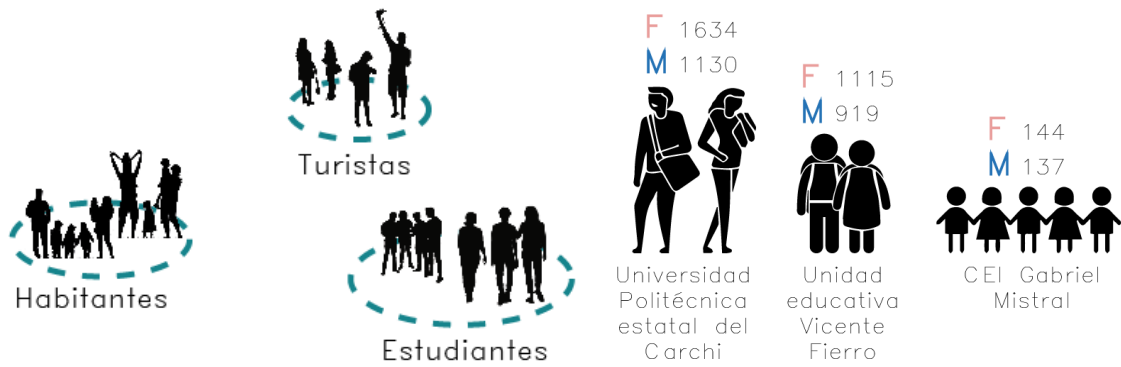 Turistas
Habitantes
Estudiantes
F 1634
M 1130
Universidad
Politécnica
estatal del
Carchi
F 1115
M 919
Unidad
educativa
Vicente
Fierro
F 144
M 137
CEI Gabriel
Mistral